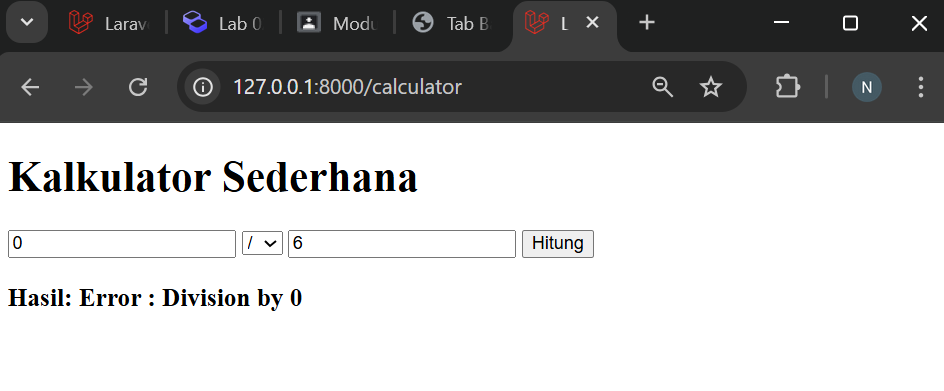 Larav
Lab 0
Modu
Tab B
L
127.0.0.1:8000/calculator
N
Kalkulator Sederhana
0 / 6 Hitung
Hasil: Error : Division by 0